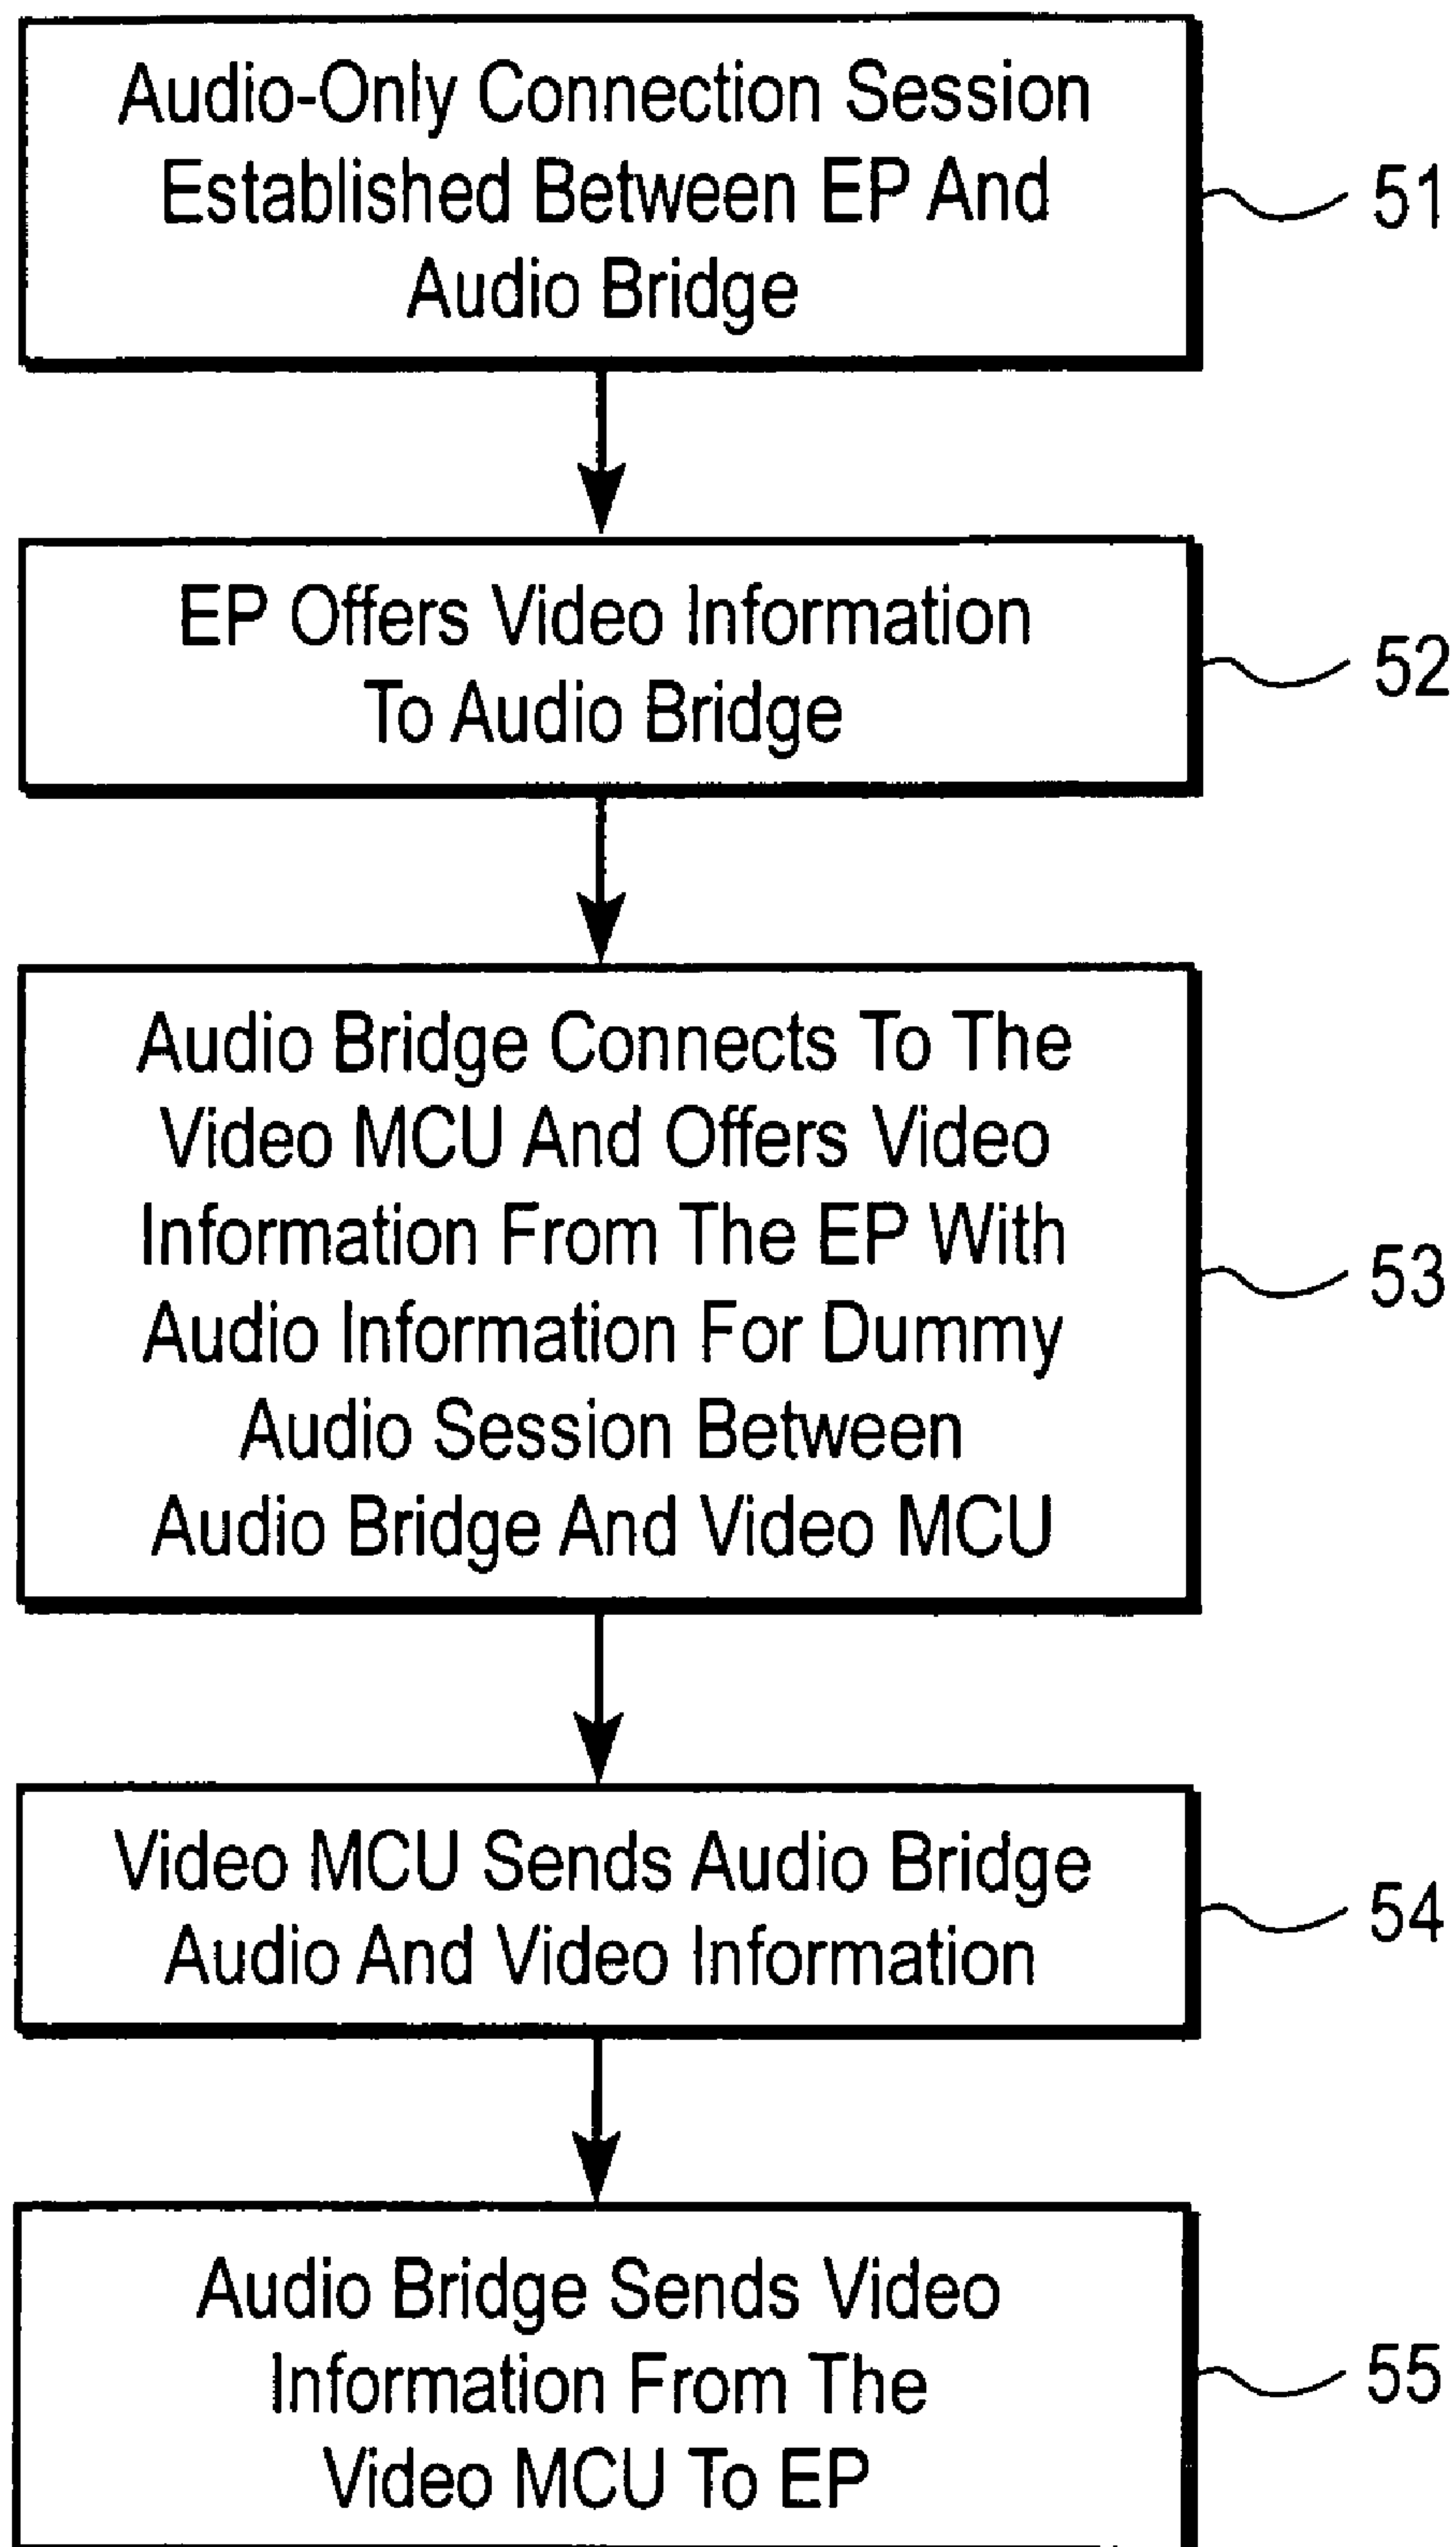 Audio-Only Connection Session
Established Between EP And
Audio Bridge
51
EP Offers Video Information
To Audio Bridge
52
Audio Bridge Connects To The
Video MCU And Offers Video
Information From The EP With
Audio Information For Dummy
Audio Session Between
Audio Bridge And Video MCU
53
Video MCU Sends Audio Bridge
Audio And Video Information
54
Audio Bridge Sends Video
Information From The
Video MCU To EP
55